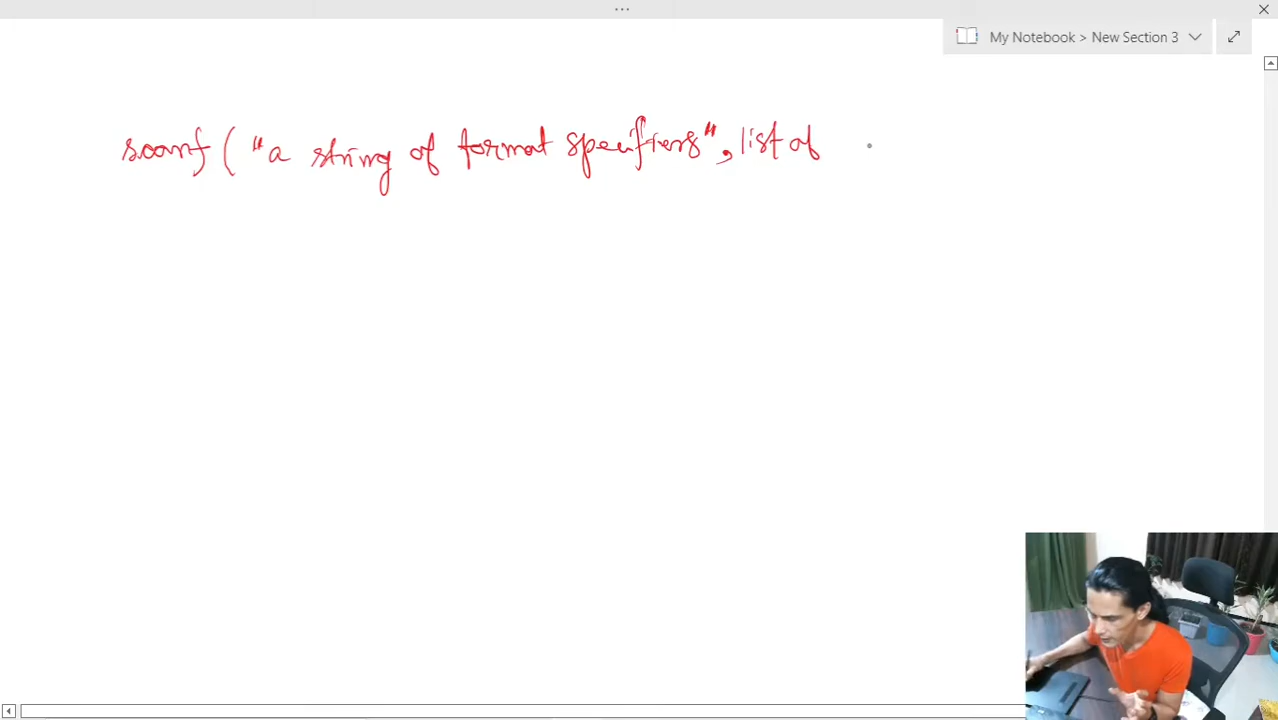 My Notebook > New Section 3
scanf ( "a string of format specifiers", list of